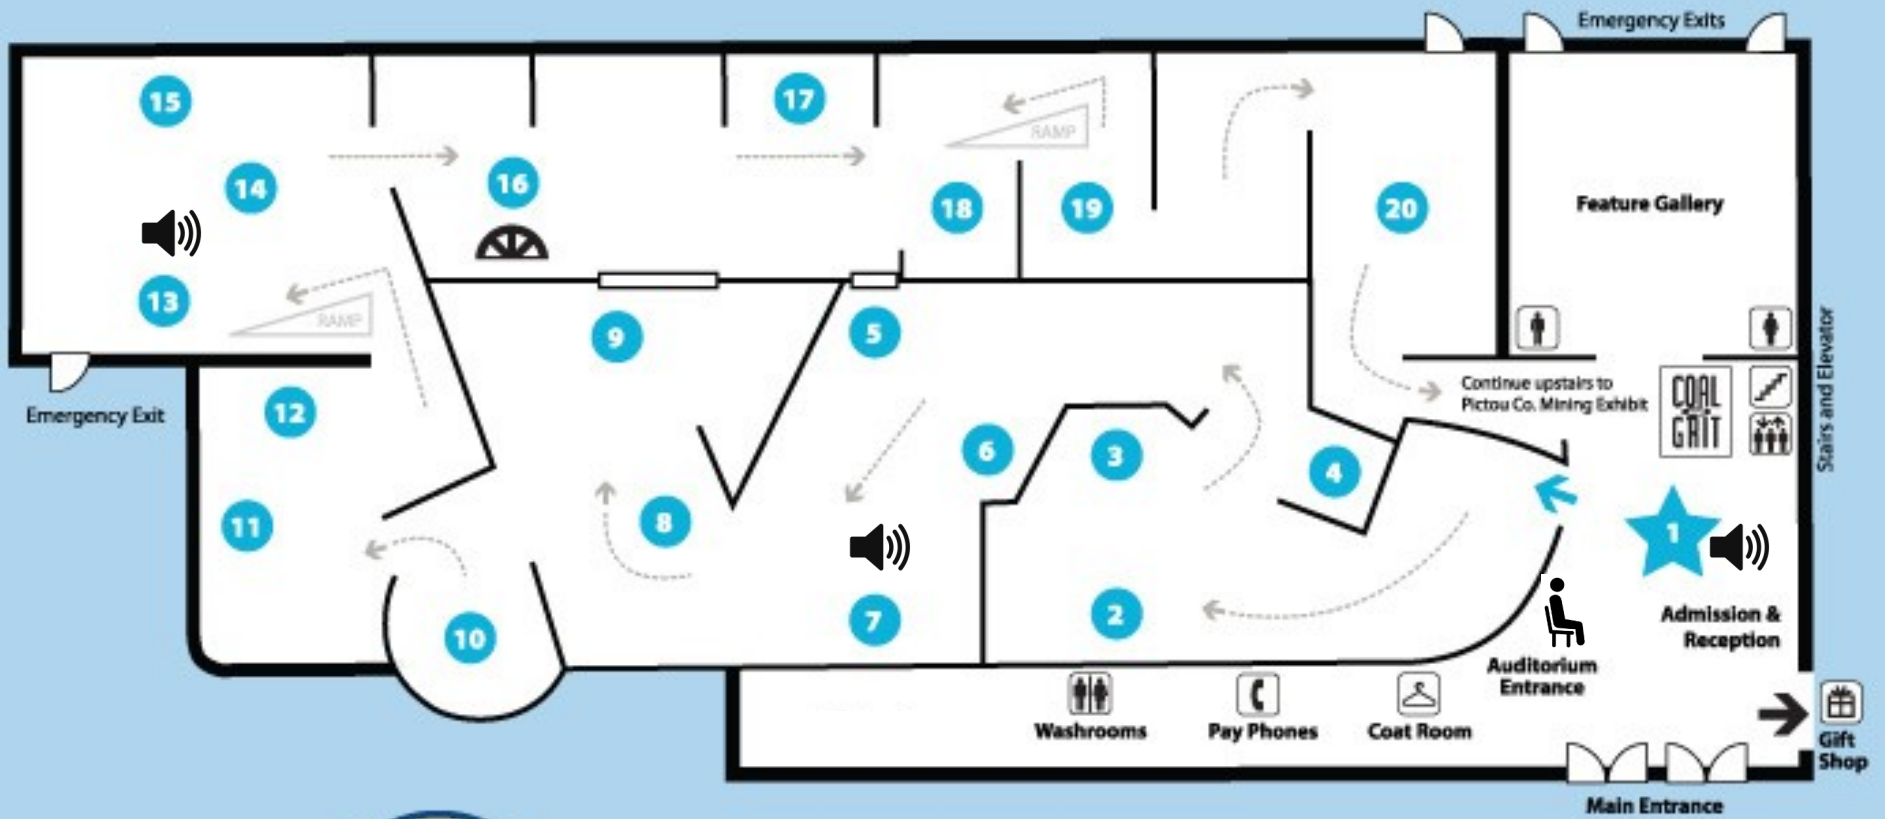 Emergency Exits
15
17
RAMP
14
16
18
19
20
Feature Gallery
13
RAMP
9
5
Emergency Exit
12
Continue upstairs to
Pictou Co. Mining Exhibit
COAL
AND
GRIT
Stairs and Elevator
6
3
4
11
8
1
10
7
2
Admission &
Reception
Auditorium
Entrance
Washrooms
Pay Phones
Coat Room
Gift
Shop
Main Entrance